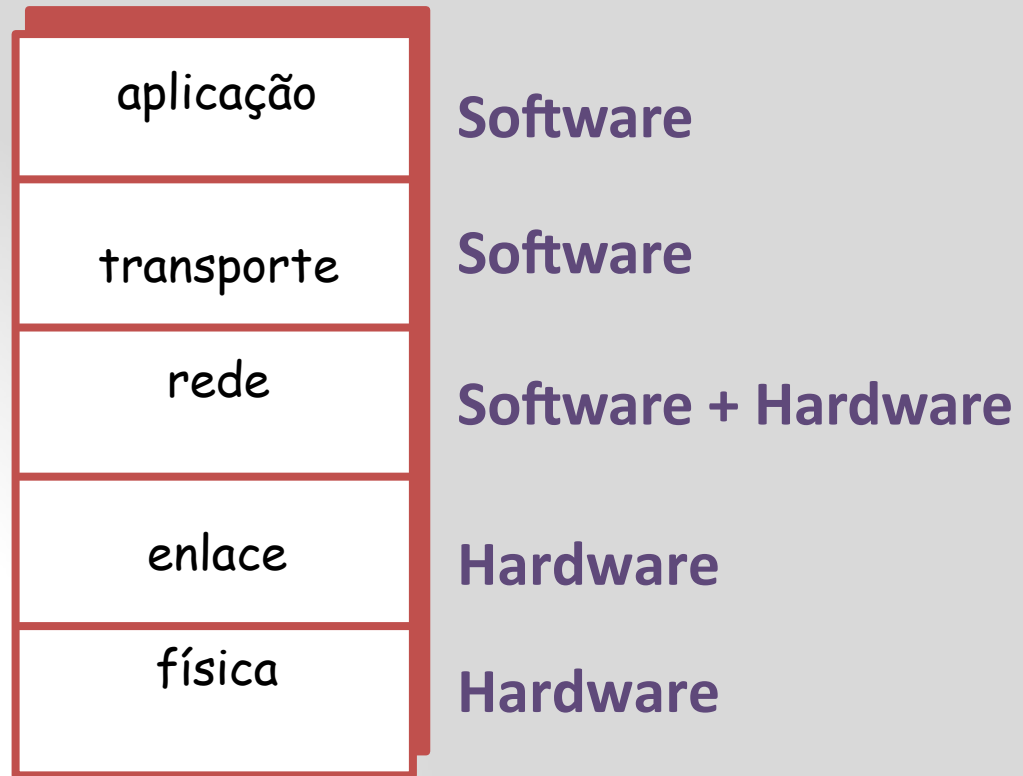 aplicação
Software
transporte
Software
rede
Software + Hardware
enlace
Hardware
física
Hardware